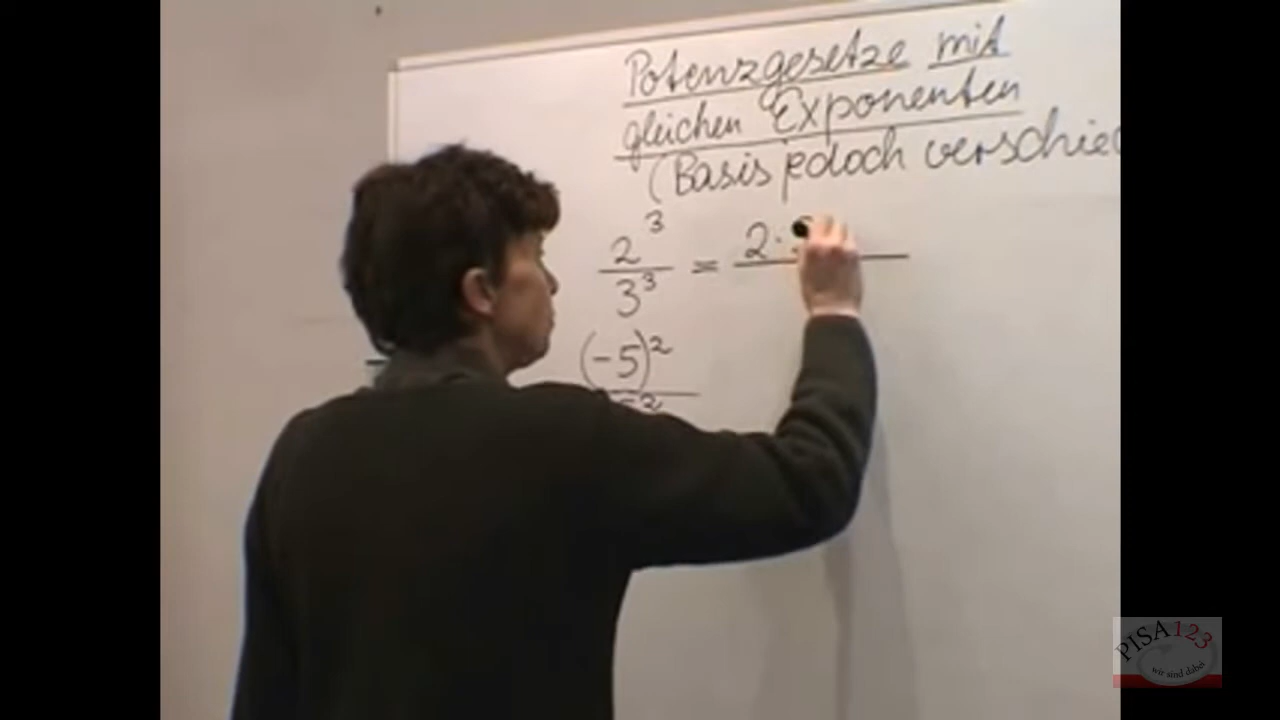 Potenzgesetze mit
gleichen Exponenten
(Basis jedoch verschie
2³/3³ = 2·
(-5)²
PISA123
wir sind dabei